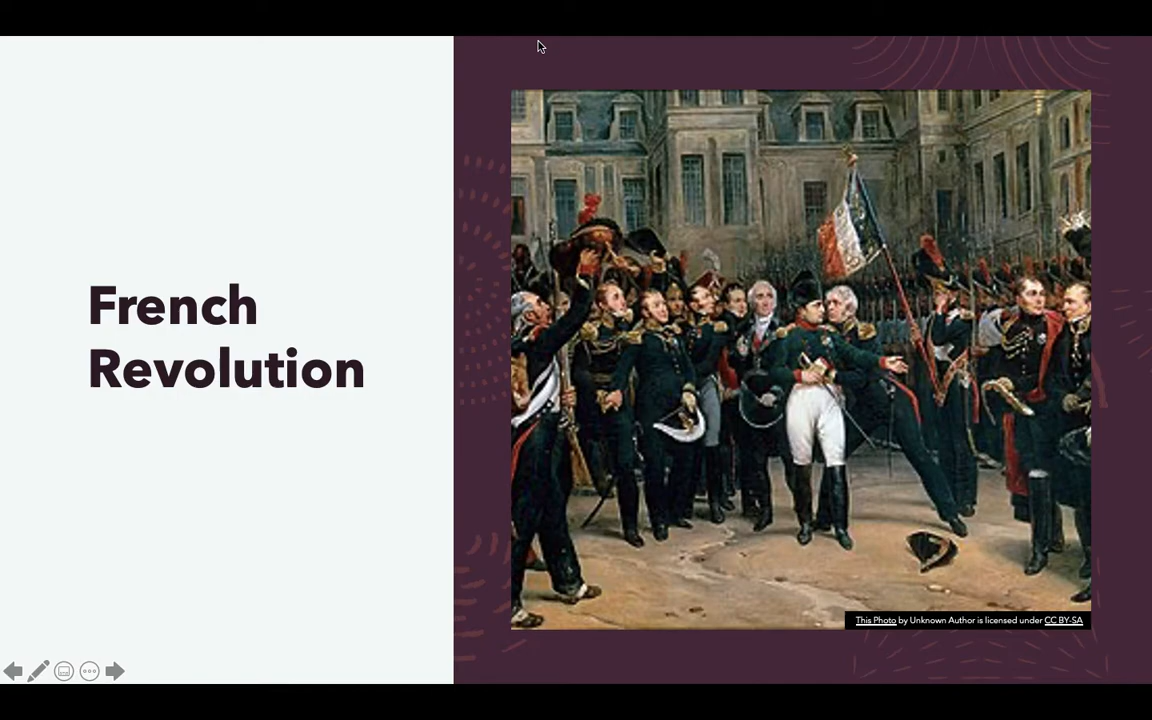 French
Revolution
This Photo by Unknown Author is licensed under CC BY-SA